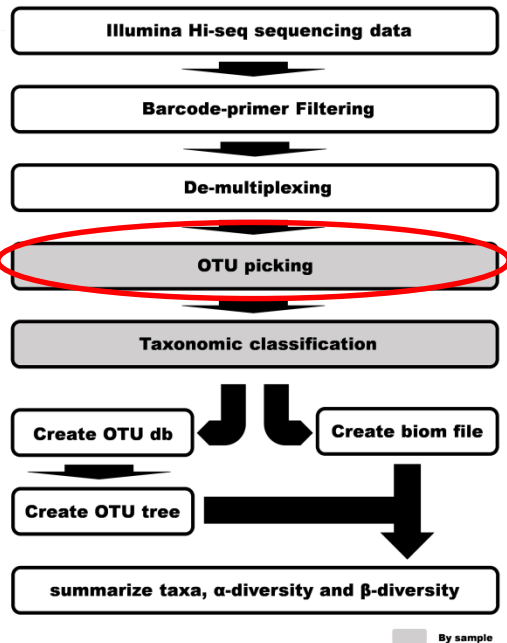 Illumina Hi-seq sequencing data
Barcode-primer Filtering
De-multiplexing
OTU picking
Taxonomic classification
Create OTU db
Create biom file
Create OTU tree
summarize taxa, α-diversity and β-diversity
By sample